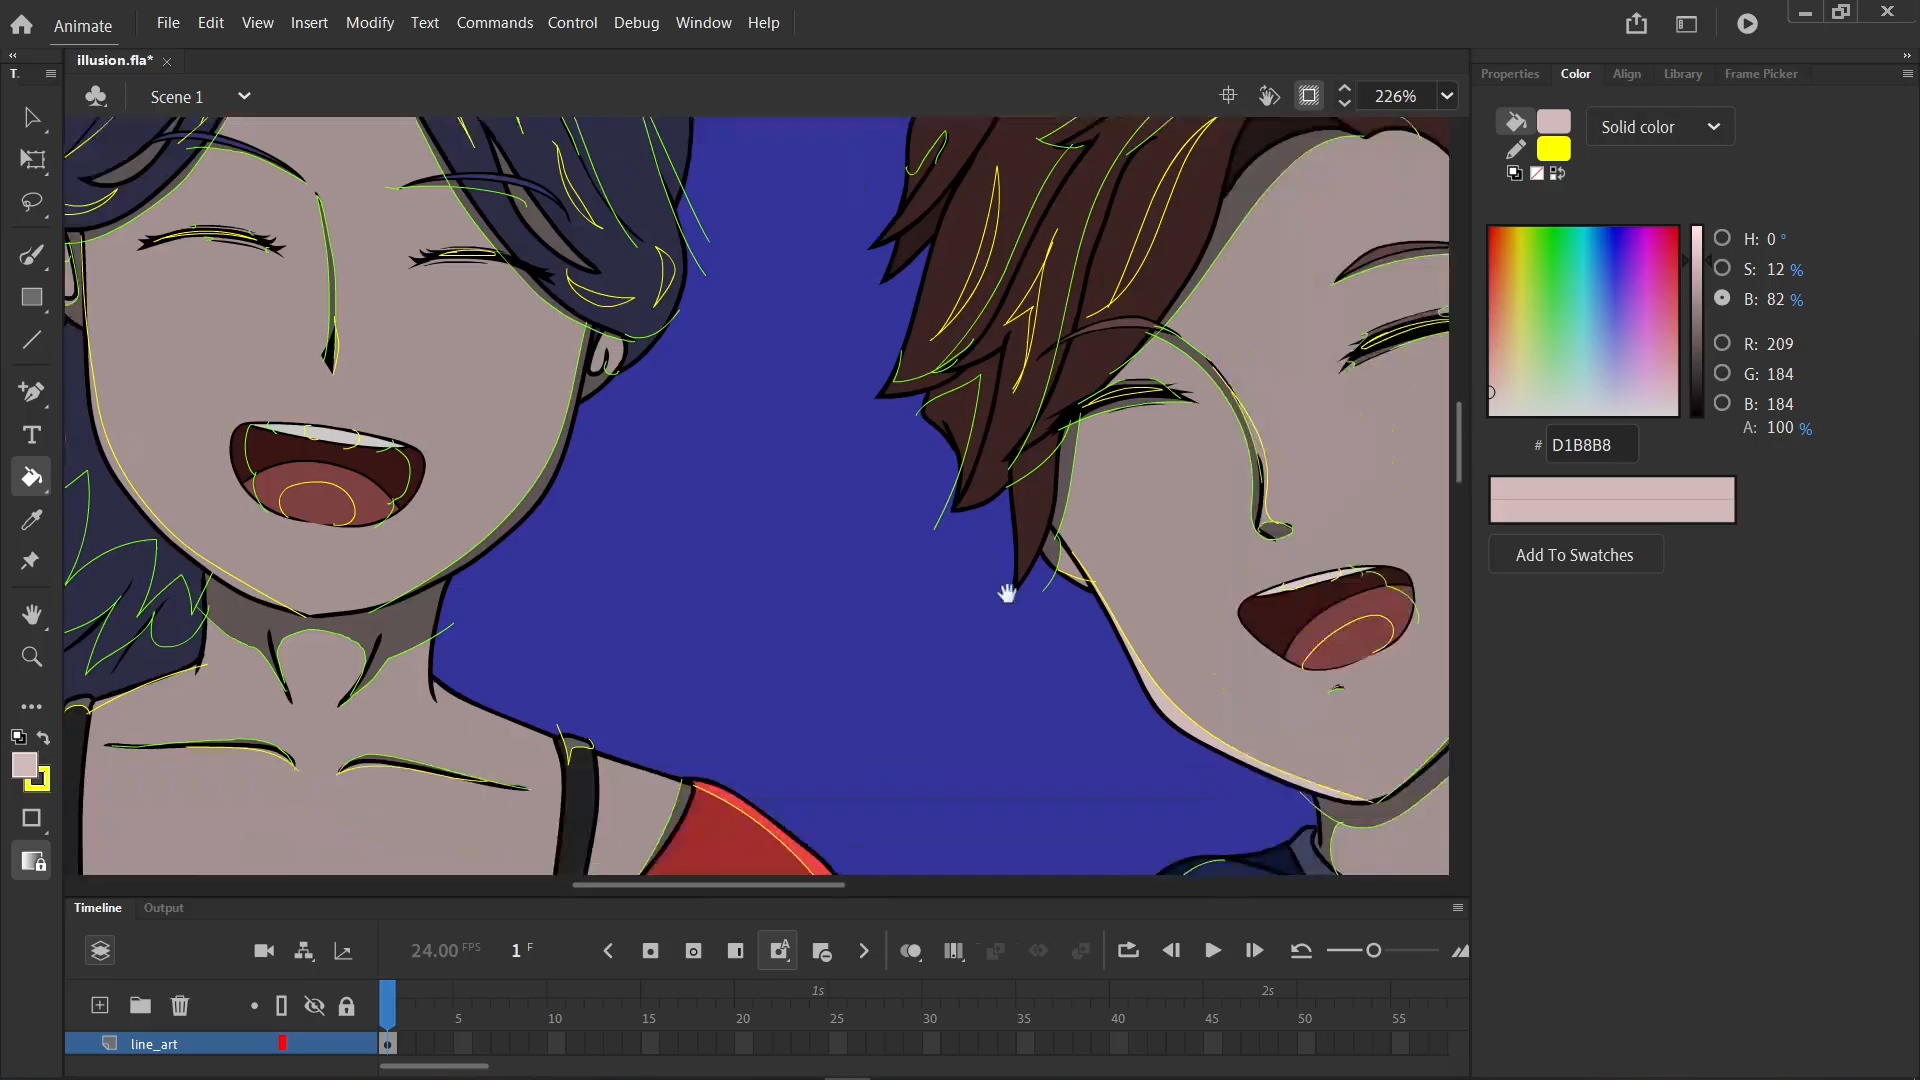 Animate
File Edit View Insert Modify Text Commands Control Debug Window Help
T.
illusion.fla*
Scene 1
226%
Properties Color Align Library Frame Picker
Solid color
H: 0 °
S: 12 %
B: 82 %
R: 209
G: 184
B: 184
A: 100 %
# D1B8B8
Add To Swatches
Timeline Output
24.00 FPS 1 F
1s 2s
5 10 15 20 25 30 35 40 45 50 55
line_art